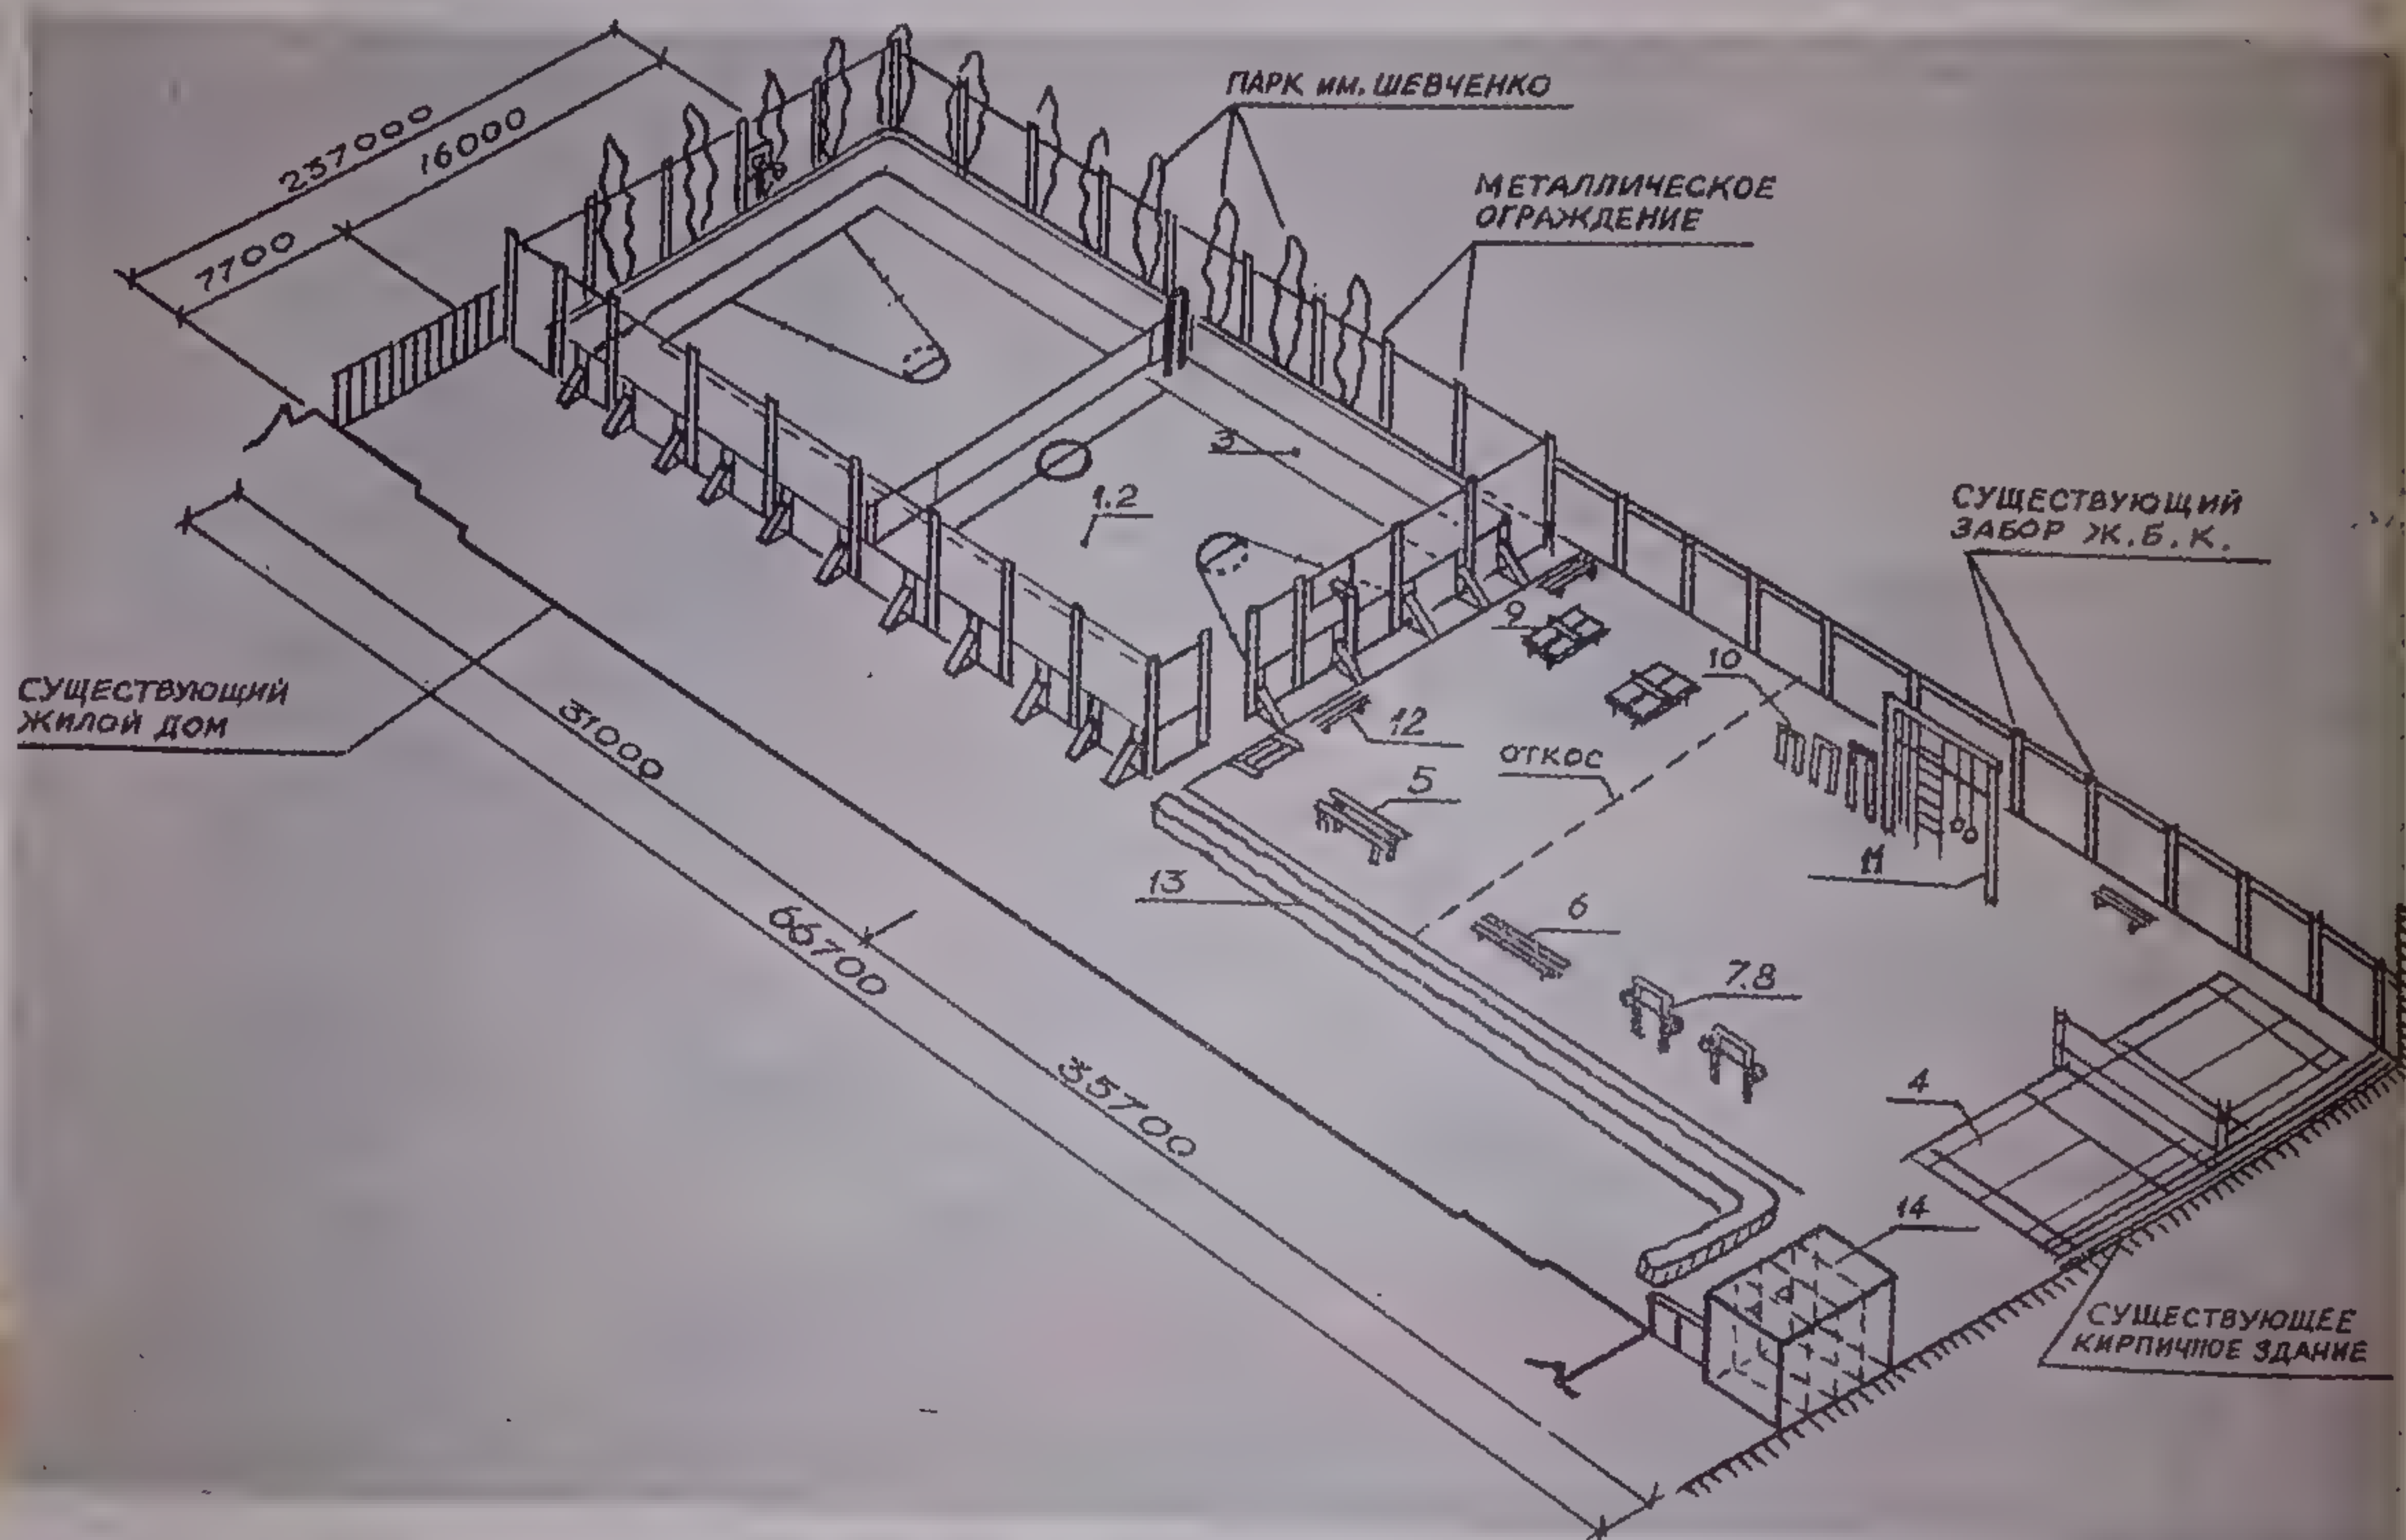 237000
16000
7700
ПАРК ИМ. ШЕВЧЕНКО
МЕТАЛЛИЧЕСКОЕ
ОГРАЖДЕНИЕ
3
1.2
СУЩЕСТВУЮЩИЙ
ЗАБОР Ж.Б.К.
9
10
СУЩЕСТВУЮЩИЙ
ЖИЛОЙ ДОМ
31000
12
ОТКОС
5
11
13
6
66700
7.8
35700
4
14
СУЩЕСТВУЮЩЕЕ
КИРПИЧНОЕ ЗДАНИЕ